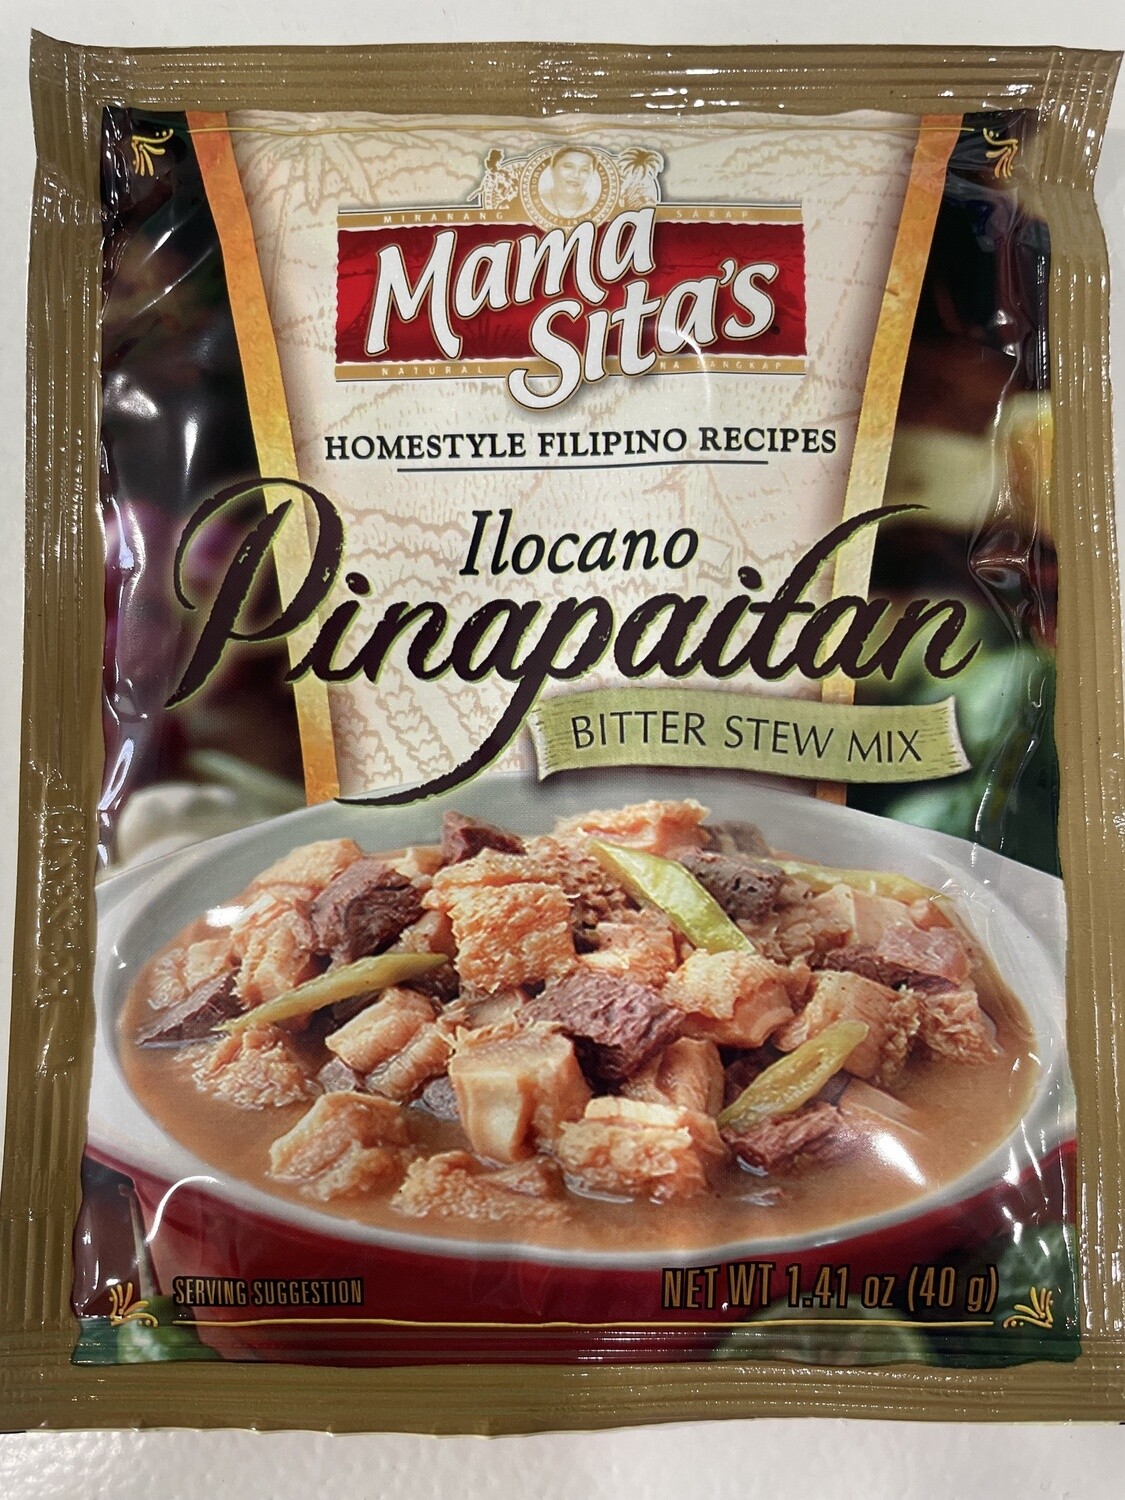 MINANANG SARAP
Mama
Sita's
NATURAL NA SANGKAP
HOMESTYLE FILIPINO RECIPES
Ilocano
Pinapaitan
BITTER STEW MIX
SERVING SUGGESTION
NET WT 1.41 oz (40 g)